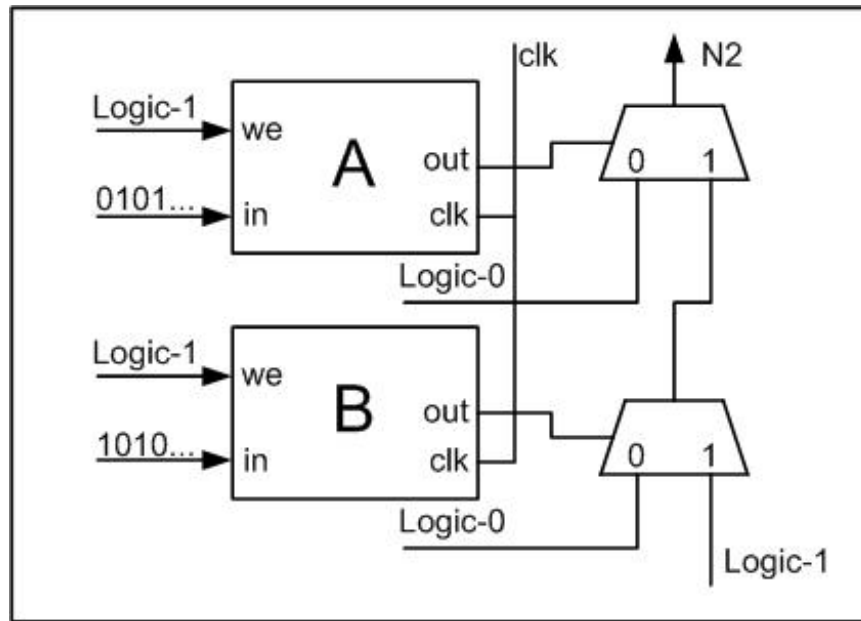 clk
N2
Logic-1
we
A
0 1
out
0101...
in
clk
Logic-0
Logic-1
we
B
out
0 1
1010...
in
clk
Logic-0
Logic-1